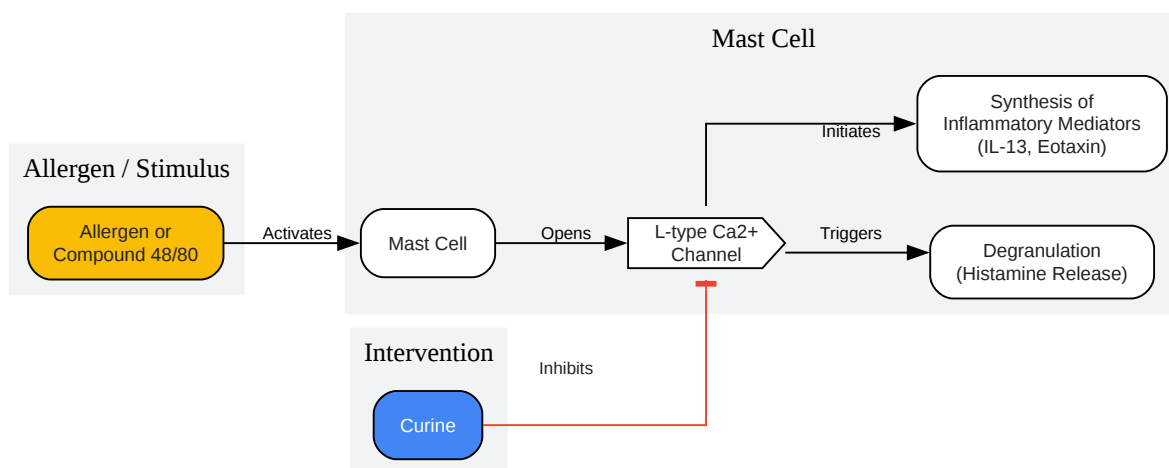 Mast Cell
Synthesis of
Inflammatory Mediators
(IL-13, Eotaxin)
Initiates
Allergen / Stimulus
Allergen or
Compound 48/80
Activates
Mast Cell
Opens
L-type Ca2+
Channel
Triggers
Degranulation
(Histamine Release)
Intervention
Inhibits
Curine